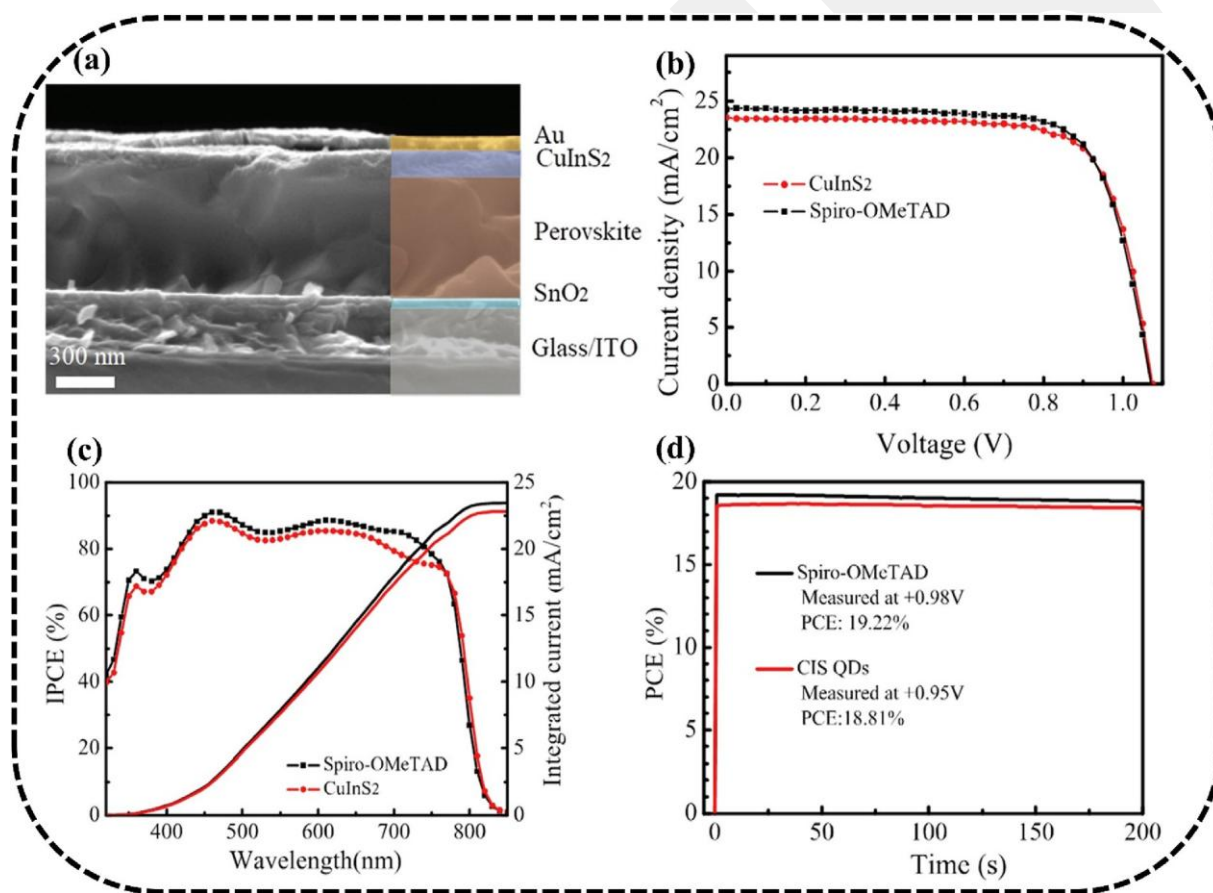 (a)
Au
CuInS2
Perovskite
SnO2
Glass/ITO
300 nm
(b)
Current density (mA/cm²)
25
20
15
10
5
0
CuInS2
Spiro-OMeTAD
0.0 0.2 0.4 0.6 0.8 1.0
Voltage (V)
(c)
IPCE (%)
100
80
60
40
20
0
Spiro-OMeTAD
CuInS2
25
20
15
10
5
0
Integrated current (mA/cm²)
400 500 600 700 800
Wavelength(nm)
(d)
PCE (%)
20
15
10
5
0
Spiro-OMeTAD
Measured at +0.98V
PCE: 19.22%
CIS QDs
Measured at +0.95V
PCE:18.81%
0 50 100 150 200
Time (s)